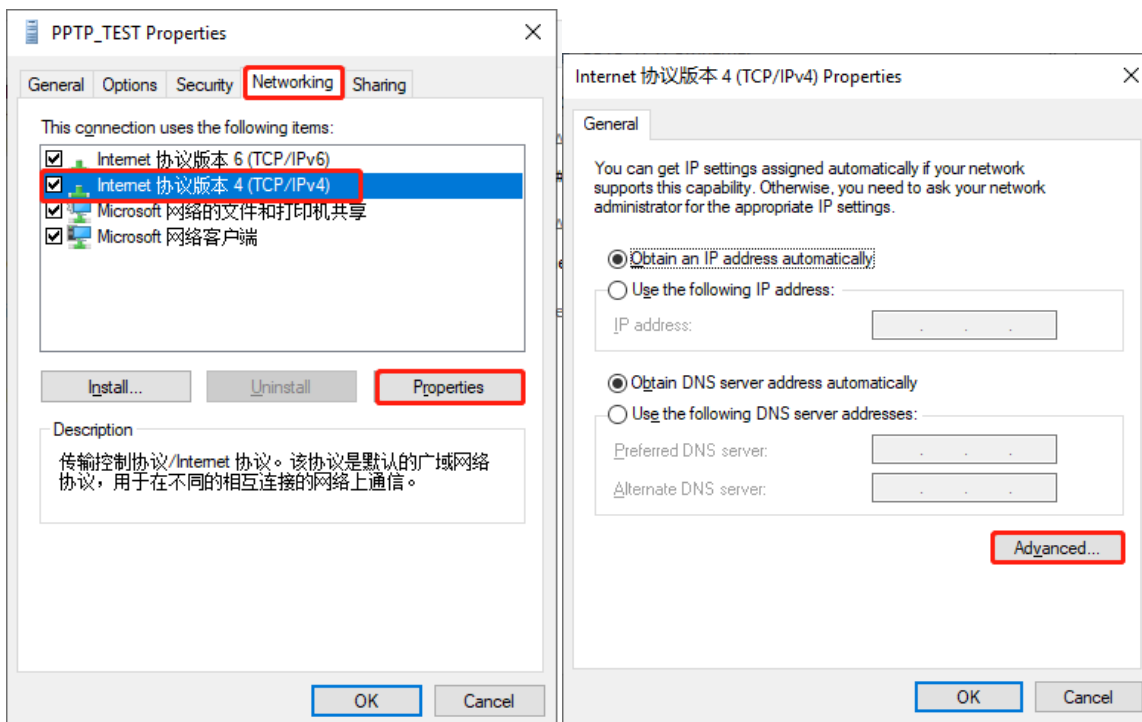 PPTP_TEST Properties
General Options Security Networking Sharing
This connection uses the following items:
Internet 协议版本 6 (TCP/IPv6)
Internet 协议版本 4 (TCP/IPv4)
Microsoft 网络的文件和打印机共享
Microsoft 网络客户端
Install... Uninstall Properties
Description
传输控制协议/Internet 协议。该协议是默认的广域网络
协议，用于在不同的相互连接的网络上通信。
OK Cancel
Internet 协议版本 4 (TCP/IPv4) Properties
General
You can get IP settings assigned automatically if your network
supports this capability. Otherwise, you need to ask your network
administrator for the appropriate IP settings.
Obtain an IP address automatically
Use the following IP address:
IP address:
Obtain DNS server address automatically
Use the following DNS server addresses:
Preferred DNS server:
Alternate DNS server:
Advanced...
OK Cancel